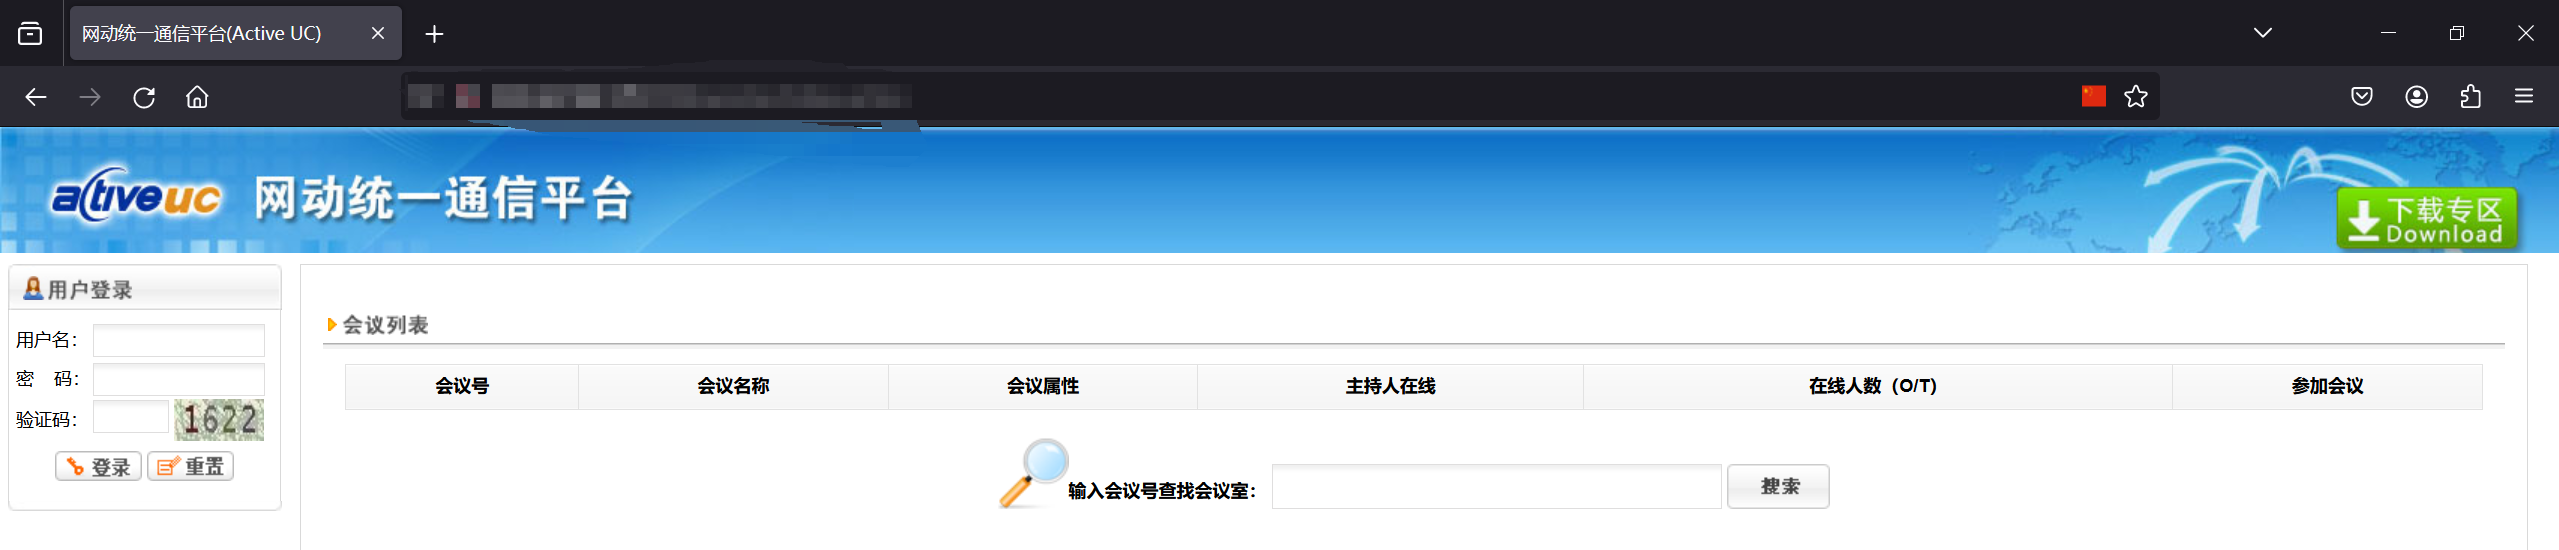 网动统一通信平台(Active UC)
activeuc 网动统一通信平台
下载专区
Download
用户登录
用户名：
密 码：
验证码： 1622
登录 重置
会议列表
会议号 会议名称 会议属性 主持人在线 在线人数（O/T） 参加会议
输入会议号查找会议室： 搜索